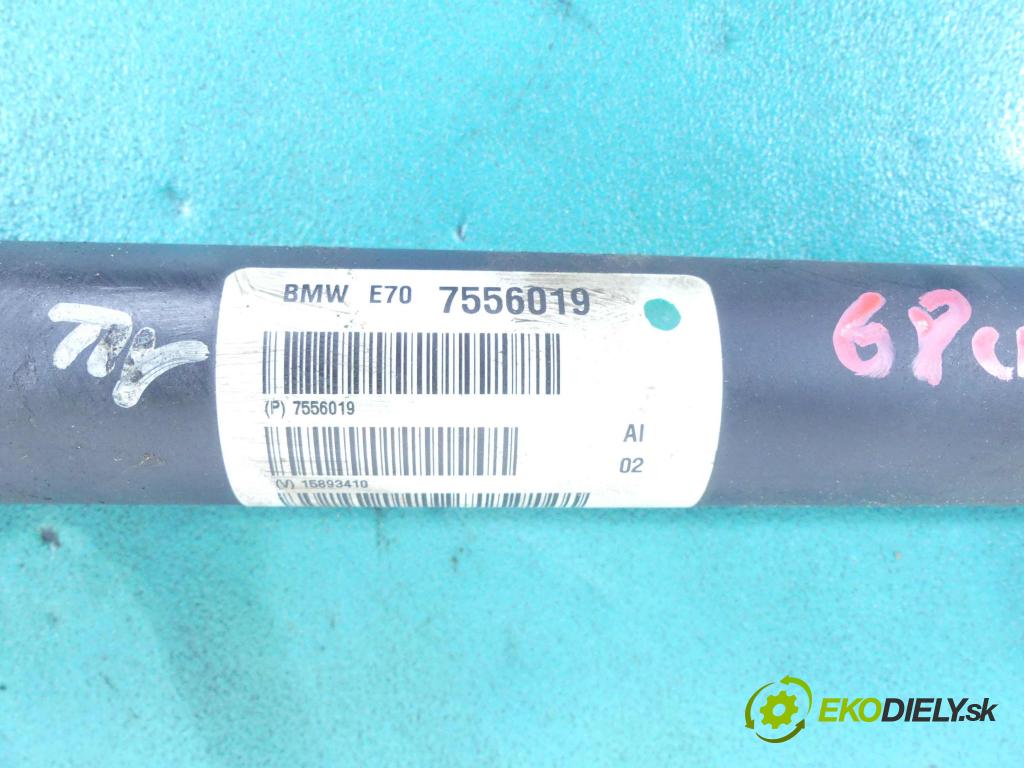 BMW E70 7556019
(P) 7556019
AI
02
(V) 15893410
EKODIELY.sk